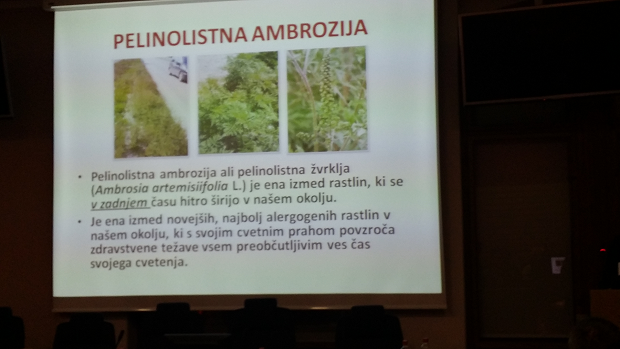 PELINOLISTNA AMBROZIJA
• Pelinolistna ambrozija ali pelinolistna žvrklja
(Ambrosia artemisiifolia L.) je ena izmed rastlin, ki se
v zadnjem času hitro širijo v našem okolju.
• Je ena izmed novejših, najbolj alergogenih rastlin v
našem okolju, ki s svojim cvetnim prahom povzroča
zdravstvene težave vsem preobčutljivim ves čas
svojega cvetenja.